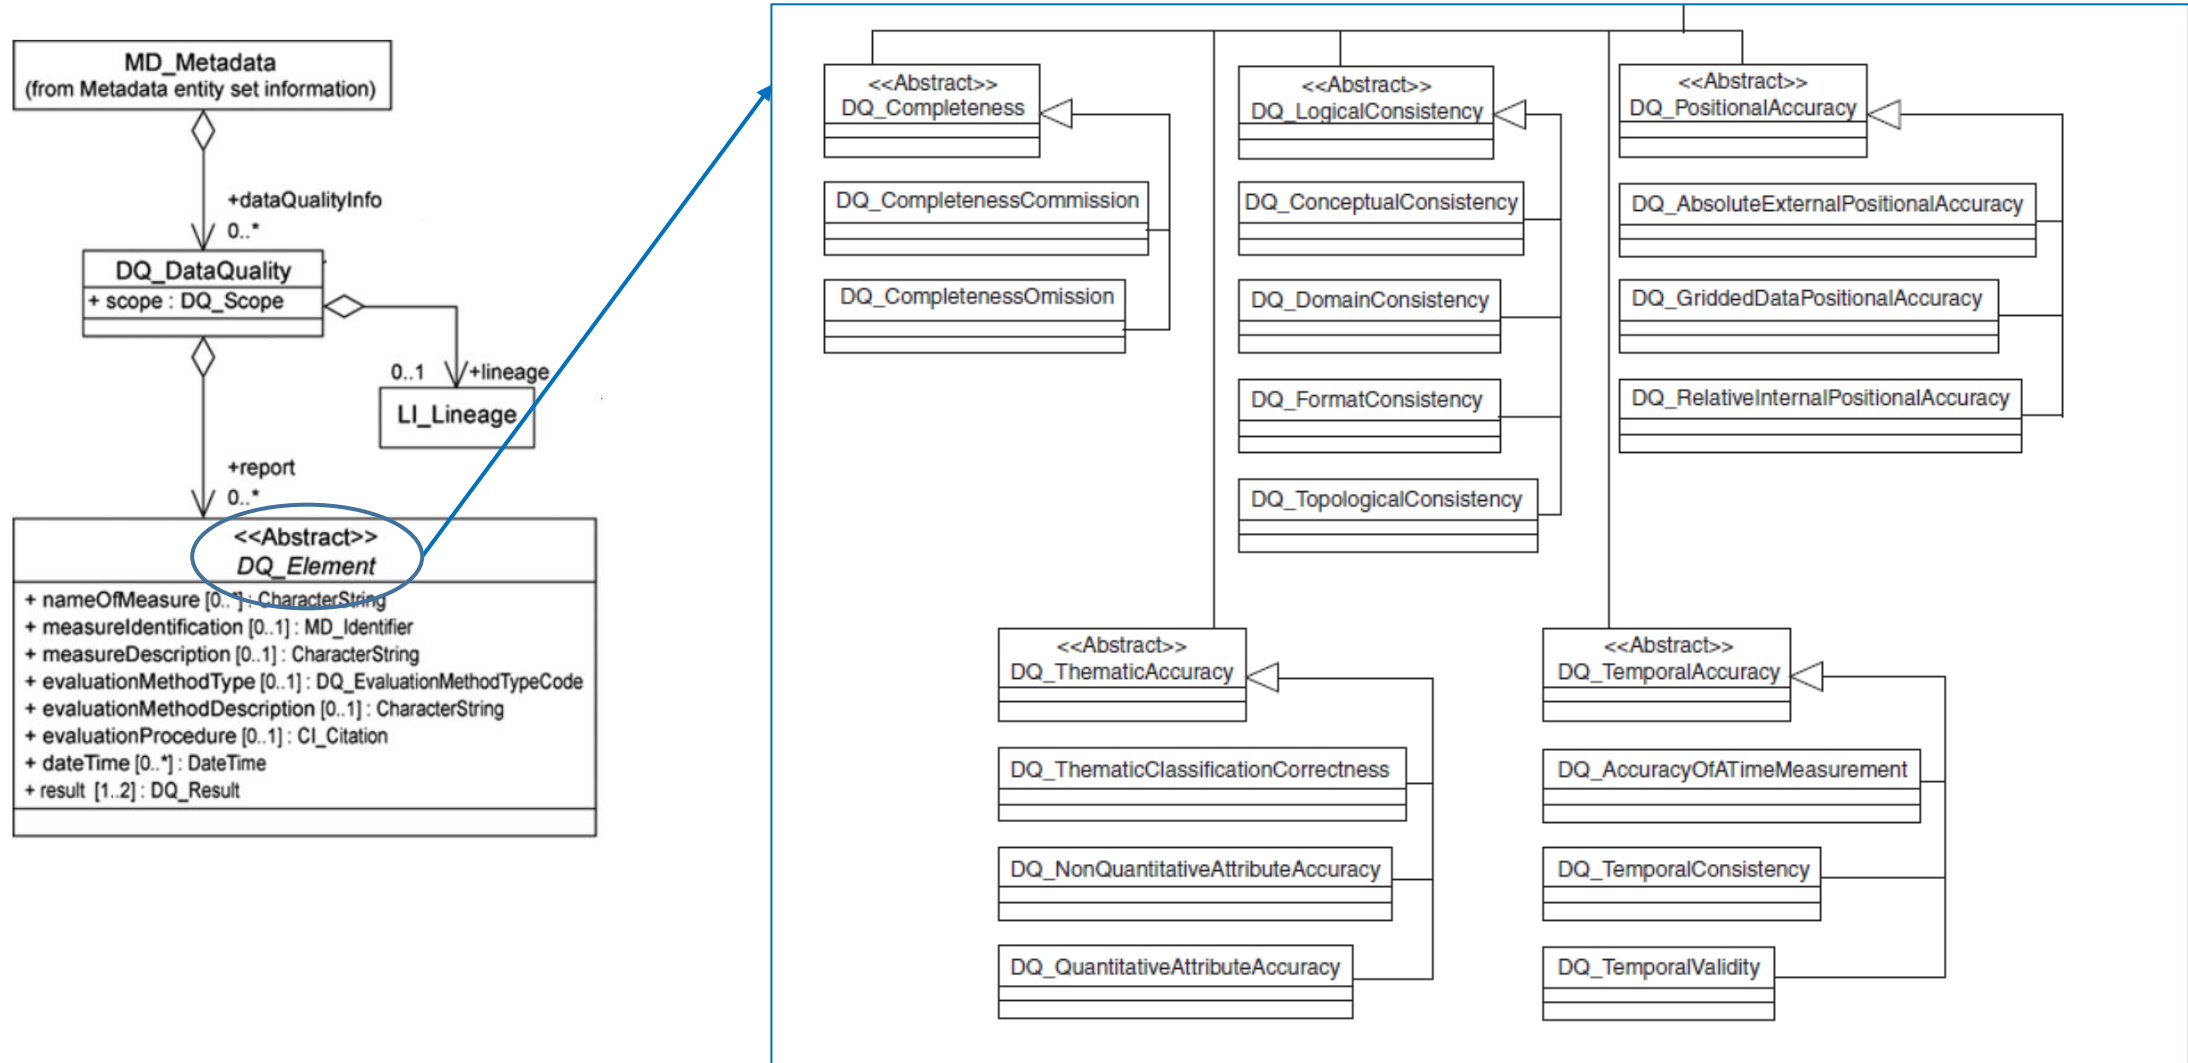 MD_Metadata
(from Metadata entity set information)
+dataQualityInfo
0..*
DQ_DataQuality
+ scope : DQ_Scope
0..1
+lineage
LI_Lineage
+report
0..*
<<Abstract>>
DQ_Element
+ nameOfMeasure [0..*] : CharacterString
+ measureIdentification [0..1] : MD_Identifier
+ measureDescription [0..1] : CharacterString
+ evaluationMethodType [0..1] : DQ_EvaluationMethodTypeCode
+ evaluationMethodDescription [0..1] : CharacterString
+ evaluationProcedure [0..1] : CI_Citation
+ dateTime [0..*] : DateTime
+ result [1..2] : DQ_Result
<<Abstract>>
DQ_Completeness
DQ_CompletenessCommission
DQ_CompletenessOmission
<<Abstract>>
DQ_LogicalConsistency
DQ_ConceptualConsistency
DQ_DomainConsistency
DQ_FormatConsistency
DQ_TopologicalConsistency
<<Abstract>>
DQ_PositionalAccuracy
DQ_AbsoluteExternalPositionalAccuracy
DQ_GriddedDataPositionalAccuracy
DQ_RelativeInternalPositionalAccuracy
<<Abstract>>
DQ_ThematicAccuracy
DQ_ThematicClassificationCorrectness
DQ_NonQuantitativeAttributeAccuracy
DQ_QuantitativeAttributeAccuracy
<<Abstract>>
DQ_TemporalAccuracy
DQ_AccuracyOfATimeMeasurement
DQ_TemporalConsistency
DQ_TemporalValidity